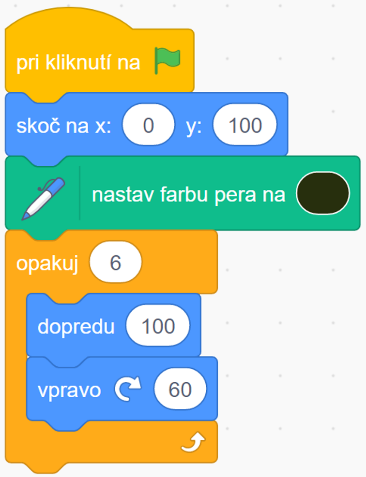 pri kliknutí na
skoč na x: 0 y: 100
nastav farbu pera na
opakuj 6
dopredu 100
vpravo 60